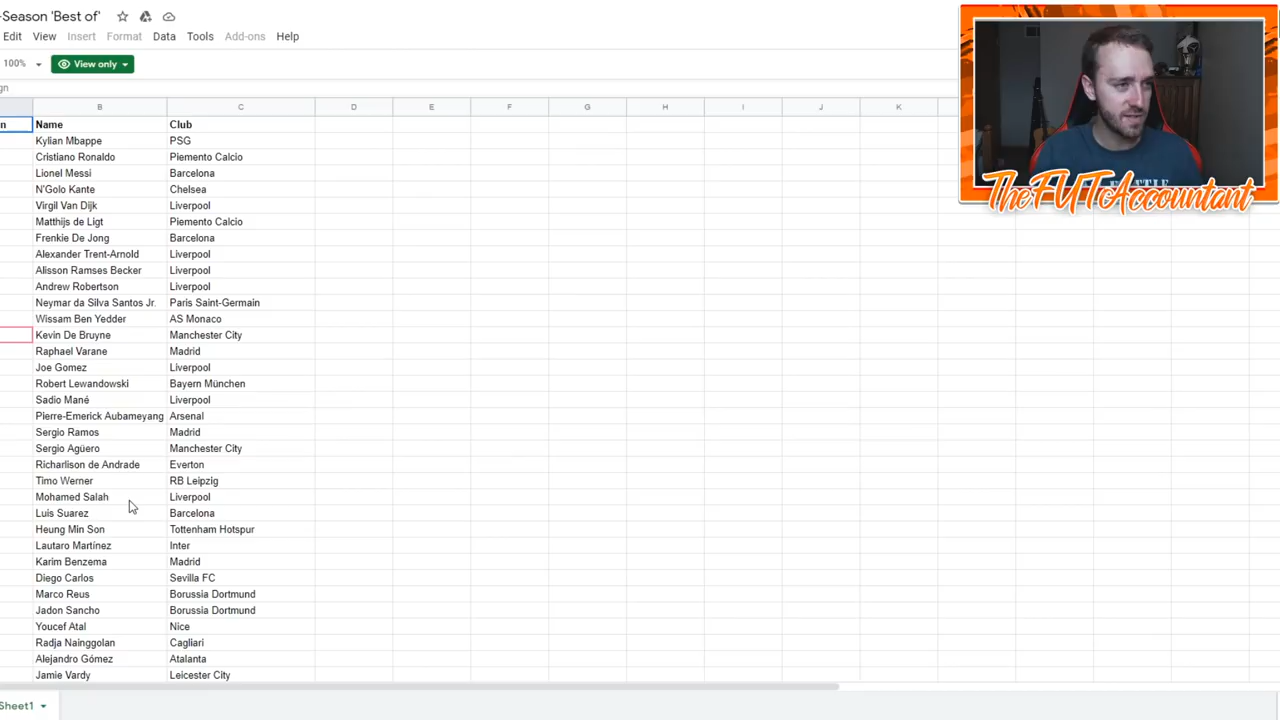 -Season 'Best of'
Edit View Insert Format Data Tools Add-ons Help
100% View only
gn
B C D E F G H I J K
n Name Club
Kylian Mbappe PSG
Cristiano Ronaldo Piemento Calcio
Lionel Messi Barcelona
N'Golo Kante Chelsea
Virgil Van Dijk Liverpool
Matthijs de Ligt Piemento Calcio
Frenkie De Jong Barcelona
Alexander Trent-Arnold Liverpool
Alisson Ramses Becker Liverpool
Andrew Robertson Liverpool
Neymar da Silva Santos Jr. Paris Saint-Germain
Wissam Ben Yedder AS Monaco
Kevin De Bruyne Manchester City
Raphael Varane Madrid
Joe Gomez Liverpool
Robert Lewandowski Bayern München
Sadio Mané Liverpool
Pierre-Emerick Aubameyang Arsenal
Sergio Ramos Madrid
Sergio Agüero Manchester City
Richarlison de Andrade Everton
Timo Werner RB Leipzig
Mohamed Salah Liverpool
Luis Suarez Barcelona
Heung Min Son Tottenham Hotspur
Lautaro Martínez Inter
Karim Benzema Madrid
Diego Carlos Sevilla FC
Marco Reus Borussia Dortmund
Jadon Sancho Borussia Dortmund
Youcef Atal Nice
Radja Nainggolan Cagliari
Alejandro Gómez Atalanta
Jamie Vardy Leicester City
Sheet1
TheFUTAccountant